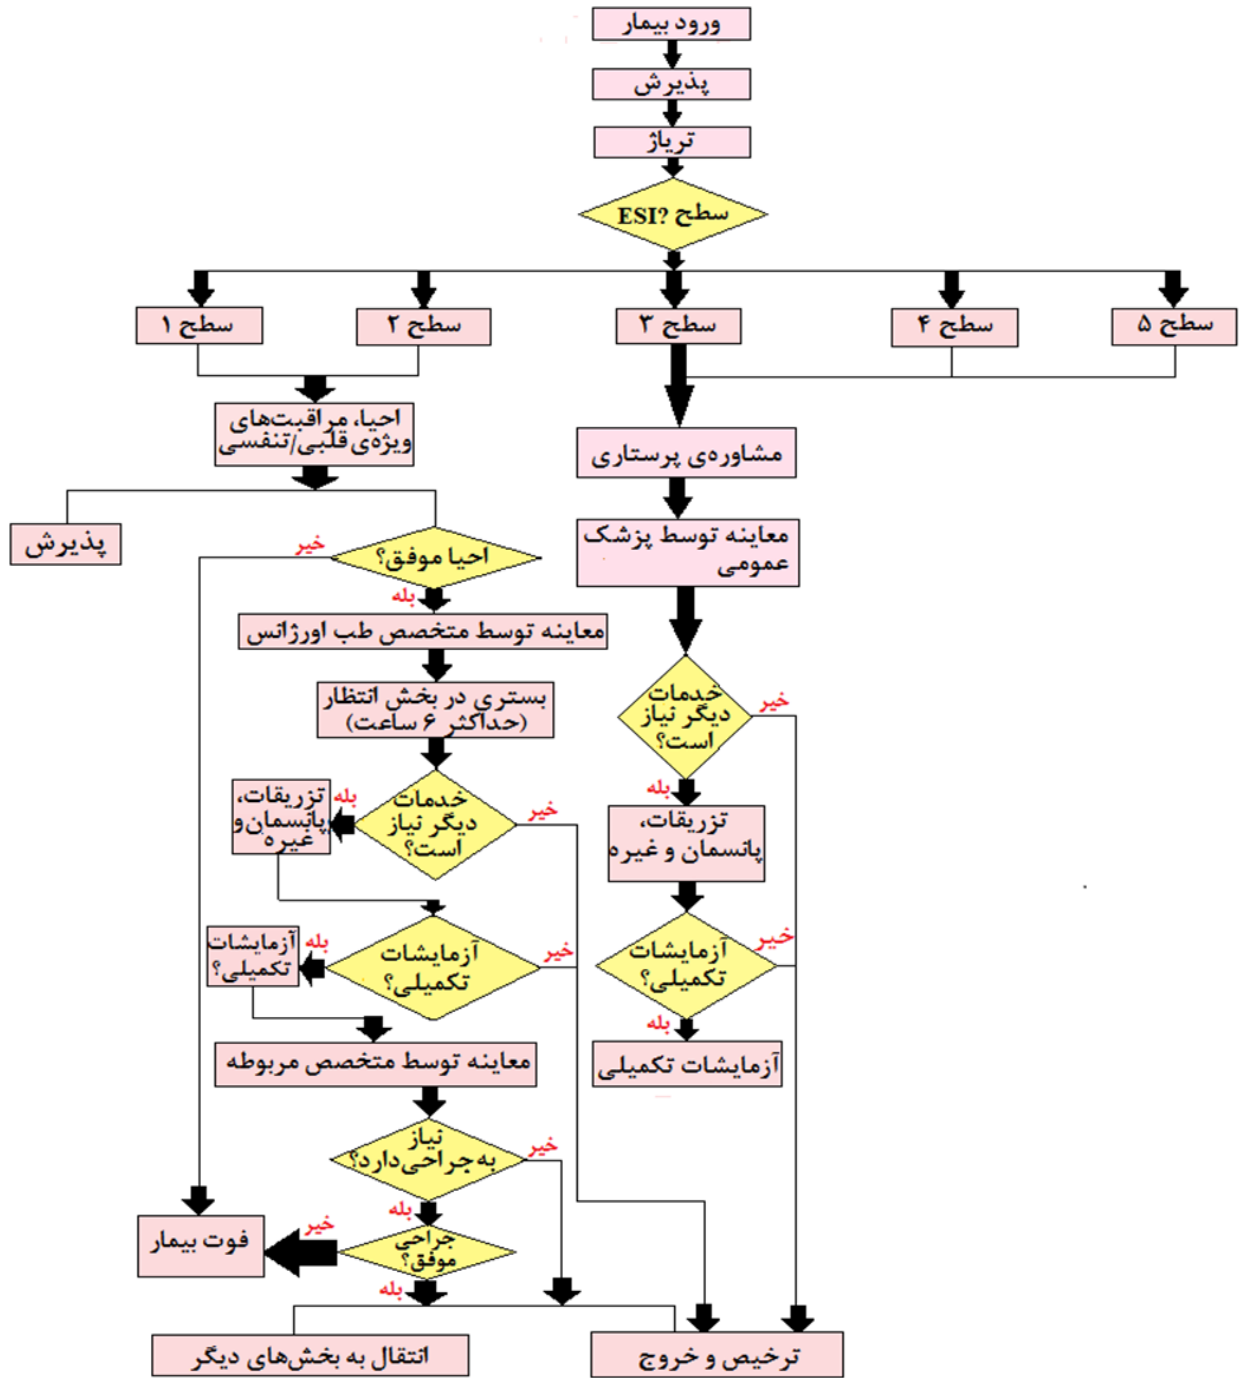 ورود بیمار
پذیرش
تریاژ
سطح ESI?
سطح ۱
سطح ۲
سطح ۳
سطح ۴
سطح ۵
احیا، مراقبت‌های
ویژه‌ی قلبی/تنفسی
پذیرش
احیا موفق؟
خیر
بله
معاینه توسط متخصص طب اورژانس
بستری در بخش انتظار
(حداکثر ۶ ساعت)
خدمات
دیگر نیاز
است؟
بله
خیر
تزریقات،
پانسمان و
غیره
آزمایشات
تکمیلی؟
بله
خیر
آزمایشات
تکمیلی؟
معاینه توسط متخصص مربوطه
نیاز
به جراحی دارد؟
خیر
بله
جراحی
موفق؟
خیر
بله
فوت بیمار
انتقال به بخش‌های دیگر
مشاوره‌ی پرستاری
معاینه توسط پزشک
عمومی
خدمات
دیگر نیاز
است؟
خیر
بله
تزریقات،
پانسمان و غیره
آزمایشات
تکمیلی؟
خیر
بله
آزمایشات تکمیلی
ترخیص و خروج